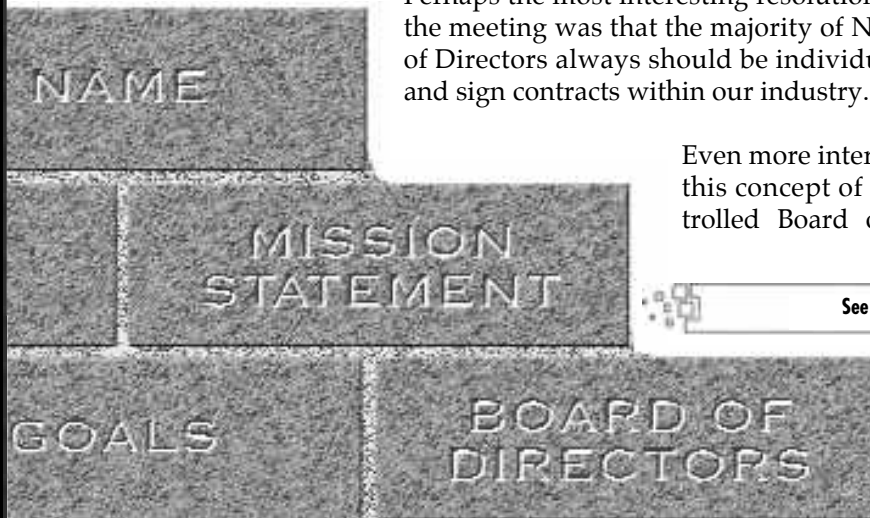 Perhaps the most interesting resolution
the meeting was that the majority of N
of Directors always should be individu
and sign contracts within our industry.
Even more inter
this concept of
trolled Board o
See
NAME
MISSION
STATEMENT
GOALS
BOARD OF
DIRECTORS